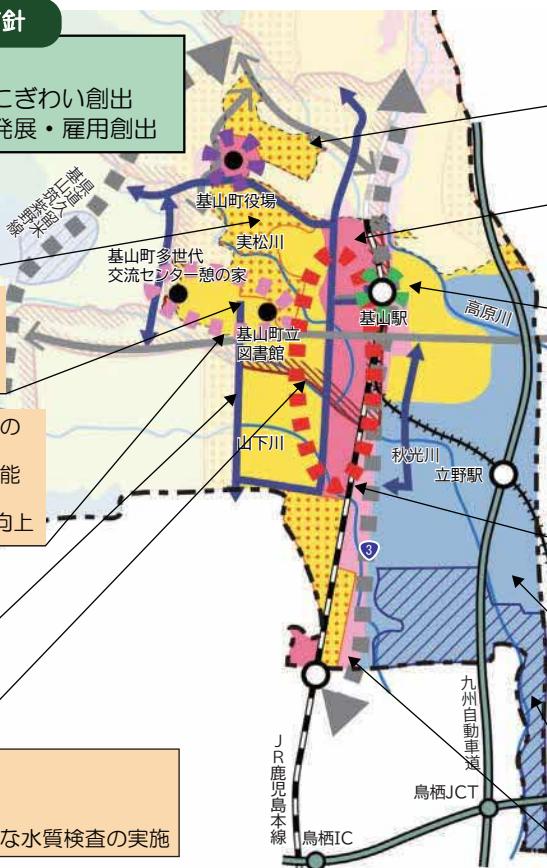 針
にぎわい創出
発展・雇用創出
県道久留米
基山筑紫野線
基山町役場
実松川
基山町多世代
交流センター憩の家
基山駅
高原川
基山町立
図書館
の
能
向上
山下川
秋光川
立野駅
3
九州自動車道
JR鹿児島本線
鳥栖JCT
鳥栖IC
な水質検査の実施